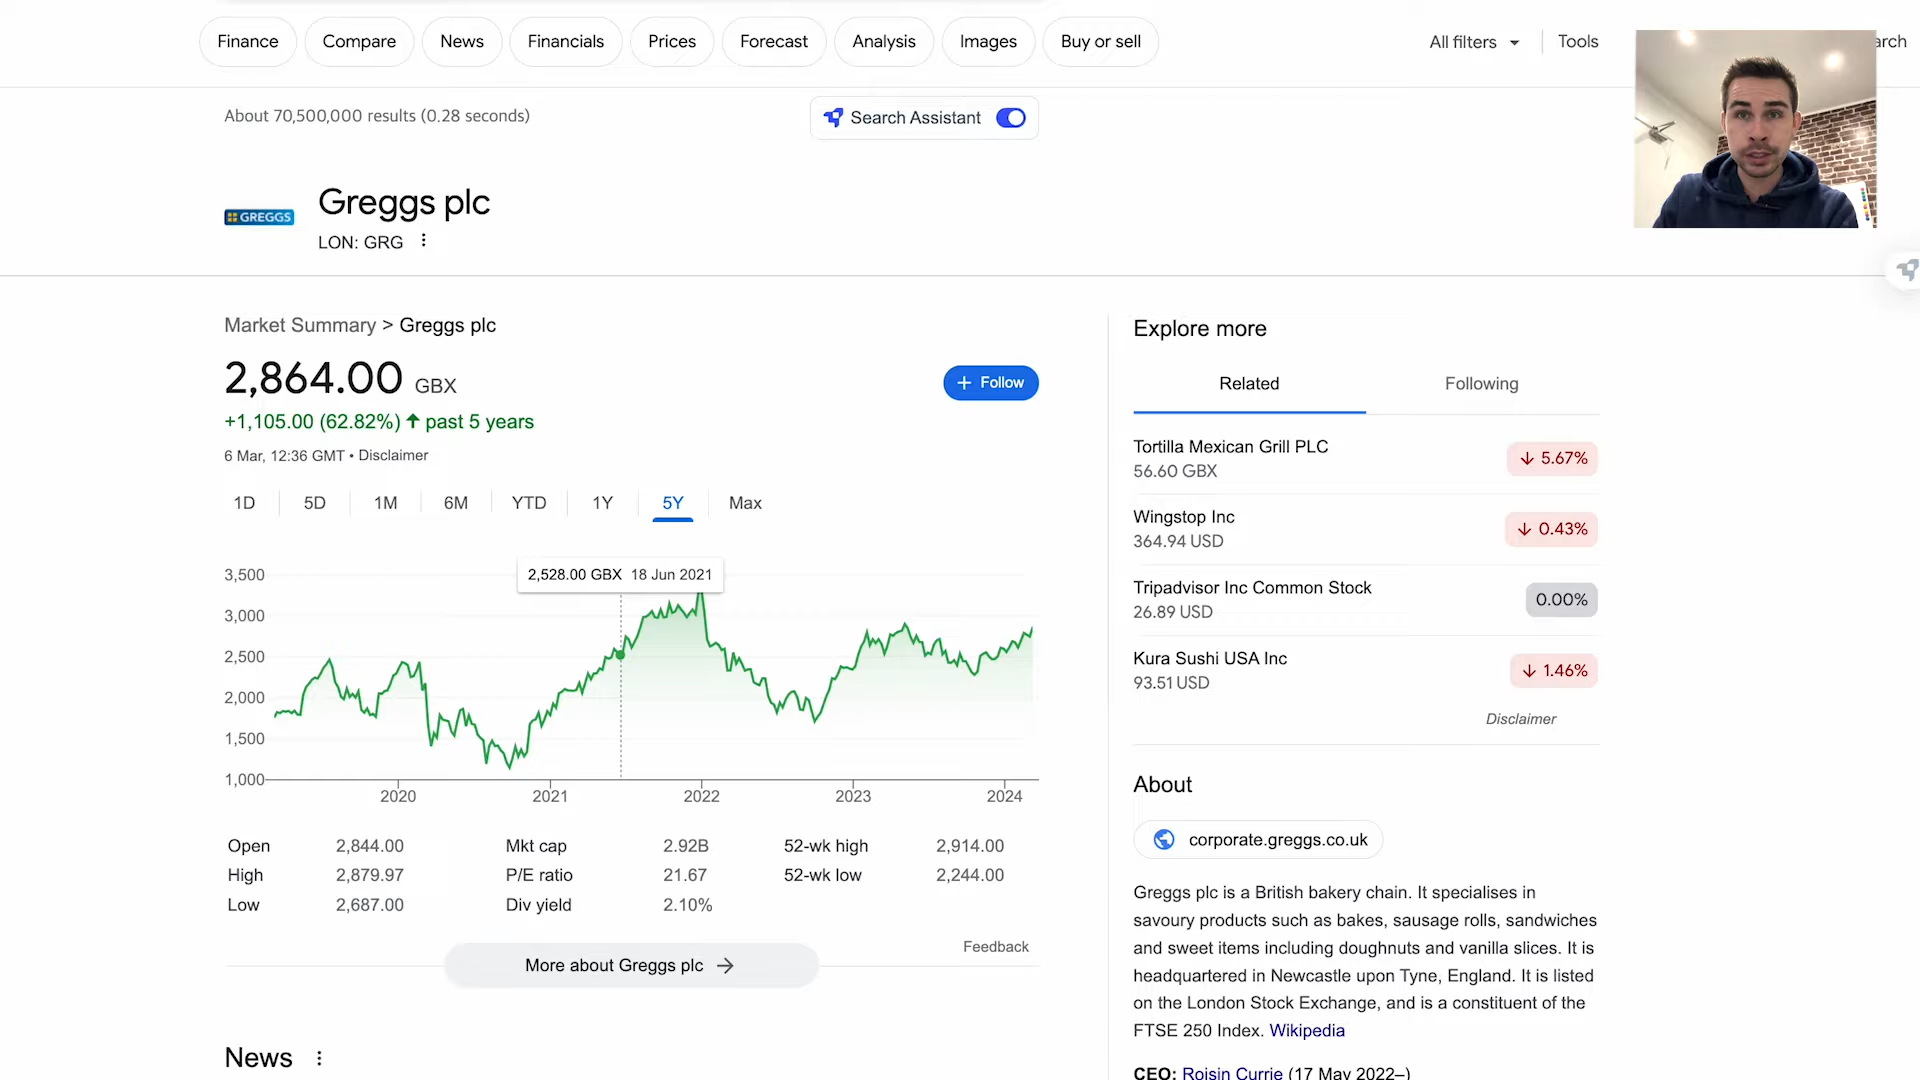 Finance
Compare
News
Financials
Prices
Forecast
Analysis
Images
Buy or sell
All filters
Tools
arch
About 70,500,000 results (0.28 seconds)
Search Assistant
GREGGS
Greggs plc
LON: GRG
Market Summary > Greggs plc
2,864.00 GBX
Follow
+1,105.00 (62.82%) past 5 years
6 Mar, 12:36 GMT • Disclaimer
1D 5D 1M 6M YTD 1Y 5Y Max
2,528.00 GBX 18 Jun 2021
3,500
3,000
2,500
2,000
1,500
1,000
2020 2021 2022 2023 2024
Open 2,844.00 Mkt cap 2.92B 52-wk high 2,914.00
High 2,879.97 P/E ratio 21.67 52-wk low 2,244.00
Low 2,687.00 Div yield 2.10%
Feedback
More about Greggs plc
News
Explore more
Related Following
Tortilla Mexican Grill PLC
56.60 GBX
5.67%
Wingstop Inc
364.94 USD
0.43%
Tripadvisor Inc Common Stock
26.89 USD
0.00%
Kura Sushi USA Inc
93.51 USD
1.46%
Disclaimer
About
corporate.greggs.co.uk
Greggs plc is a British bakery chain. It specialises in
savoury products such as bakes, sausage rolls, sandwiches
and sweet items including doughnuts and vanilla slices. It is
headquartered in Newcastle upon Tyne, England. It is listed
on the London Stock Exchange, and is a constituent of the
FTSE 250 Index. Wikipedia
CEO: Roisin Currie (17 May 2022–)